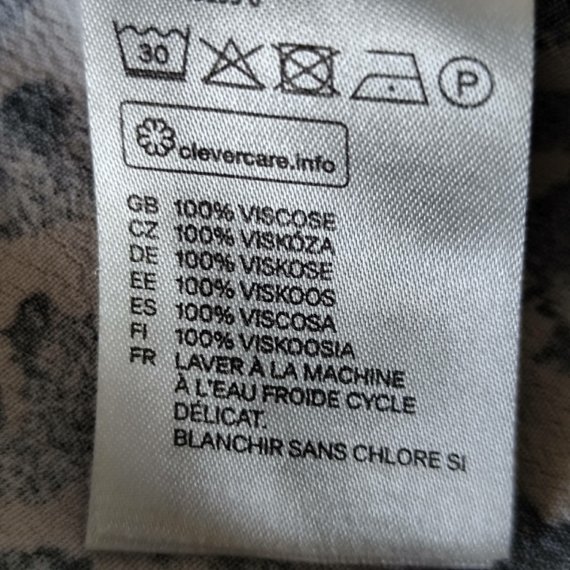 30 P
clevercare.info
GB 100% VISCOSE
CZ 100% VISKÓZA
DE 100% VISKOSE
EE 100% VISKOOS
ES 100% VISCOSA
FI 100% VISKOOSIA
FR LAVER À LA MACHINE
À L'EAU FROIDE CYCLE
DÉLICAT.
BLANCHIR SANS CHLORE SI